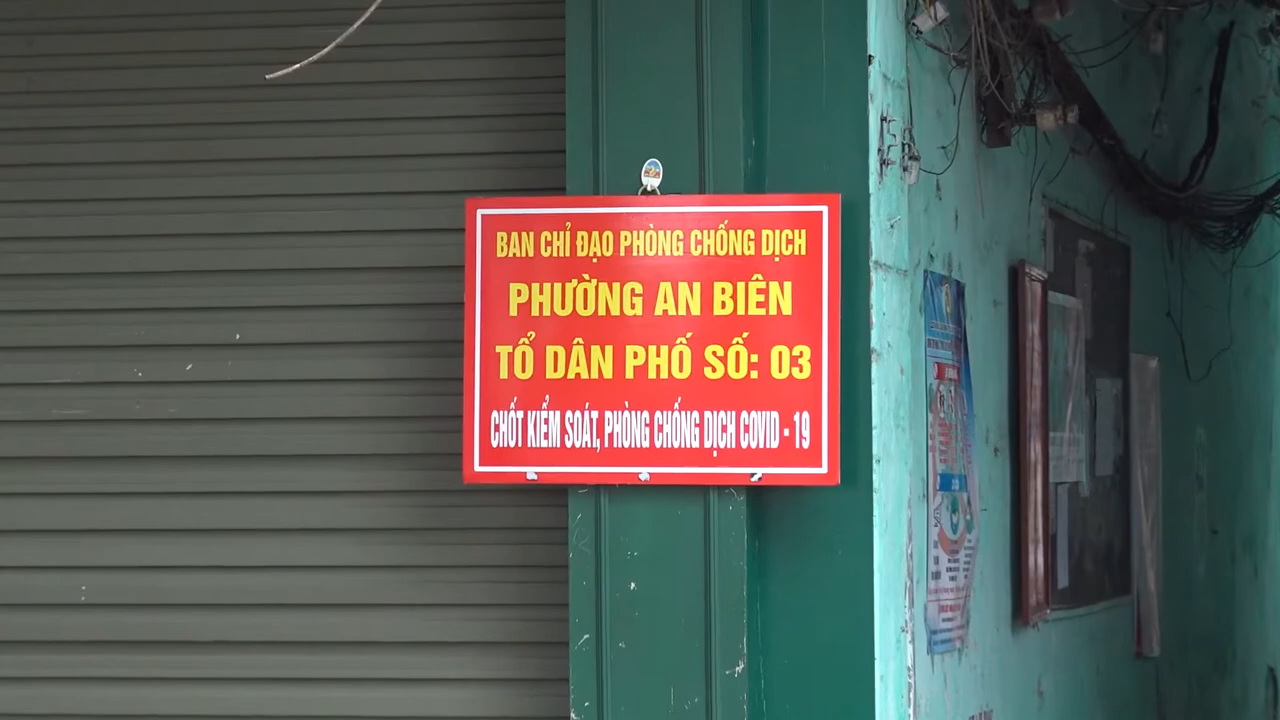 BAN CHỈ ĐẠO PHÒNG CHỐNG DỊCH
PHƯỜNG AN BIÊN
TỔ DÂN PHỐ SỐ: 03
CHỐT KIỂM SOÁT, PHÒNG CHỐNG DỊCH COVID - 19